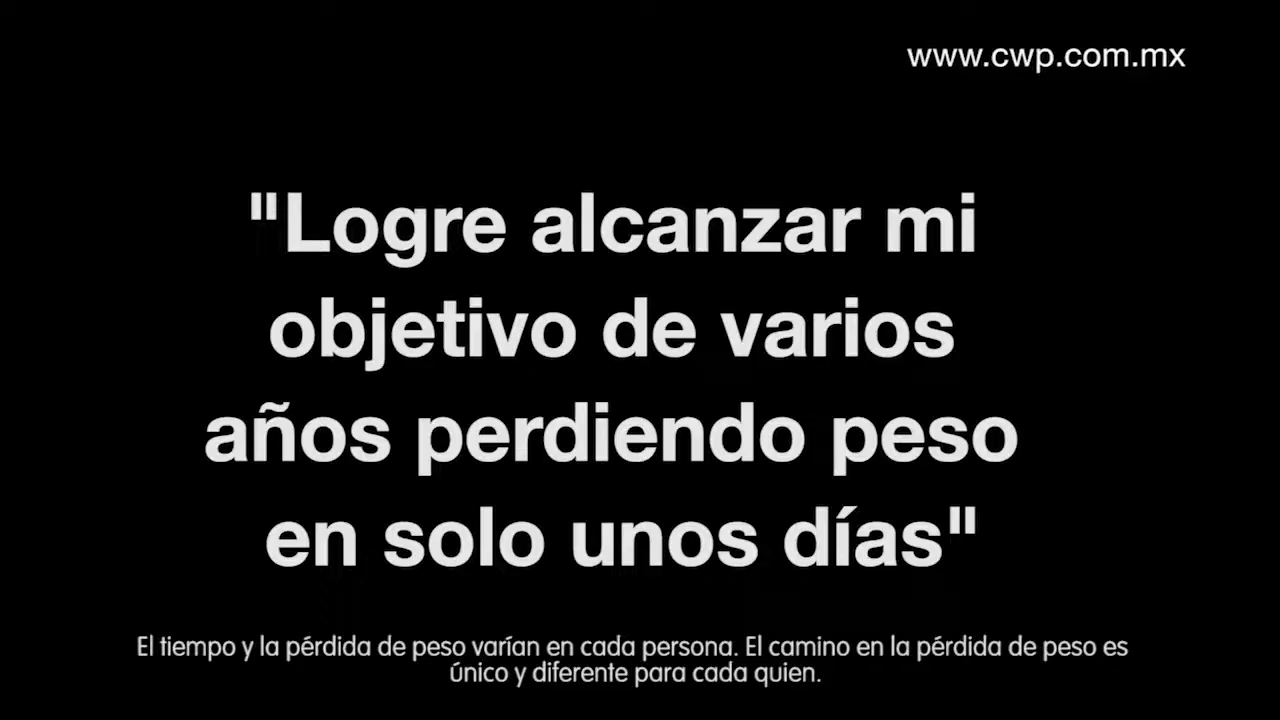 www.cwp.com.mx
"Logre alcanzar mi
objetivo de varios
años perdiendo peso
en solo unos días"
El tiempo y la pérdida de peso varían en cada persona. El camino en la pérdida de peso es
único y diferente para cada quien.